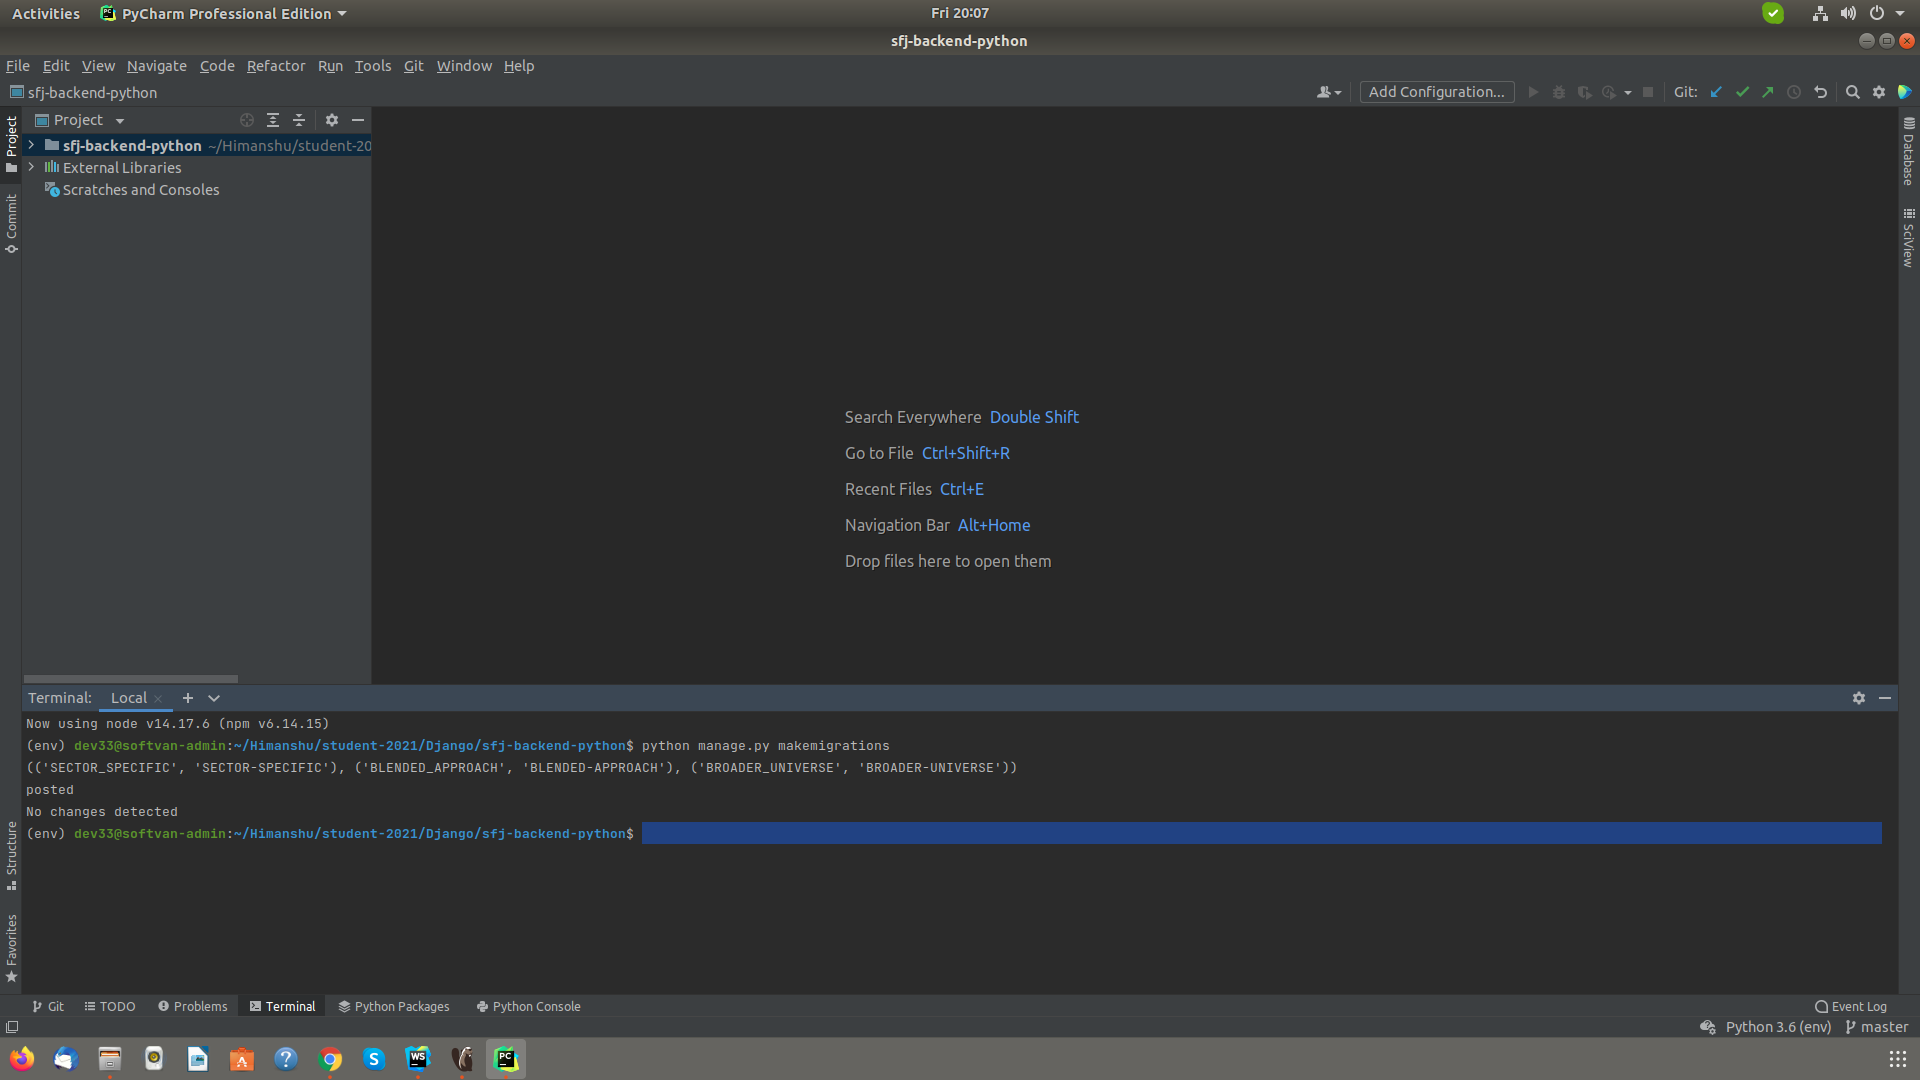 Activities PyCharm Professional Edition Fri 20:07
sfj-backend-python
File Edit View Navigate Code Refactor Run Tools Git Window Help
sfj-backend-python Add Configuration... Git:
Project
sfj-backend-python ~/Himanshu/student-20
External Libraries
Scratches and Consoles
Project
Commit
Structure
Favorites
Database
SciView
Search Everywhere Double Shift
Go to File Ctrl+Shift+R
Recent Files Ctrl+E
Navigation Bar Alt+Home
Drop files here to open them
Terminal: Local
Now using node v14.17.6 (npm v6.14.15)
(env) dev33@softvan-admin:~/Himanshu/student-2021/Django/sfj-backend-python$ python manage.py makemigrations
(('SECTOR_SPECIFIC', 'SECTOR-SPECIFIC'), ('BLENDED_APPROACH', 'BLENDED-APPROACH'), ('BROADER_UNIVERSE', 'BROADER-UNIVERSE'))
posted
No changes detected
(env) dev33@softvan-admin:~/Himanshu/student-2021/Django/sfj-backend-python$
Git TODO Problems Terminal Python Packages Python Console Event Log
Python 3.6 (env) master